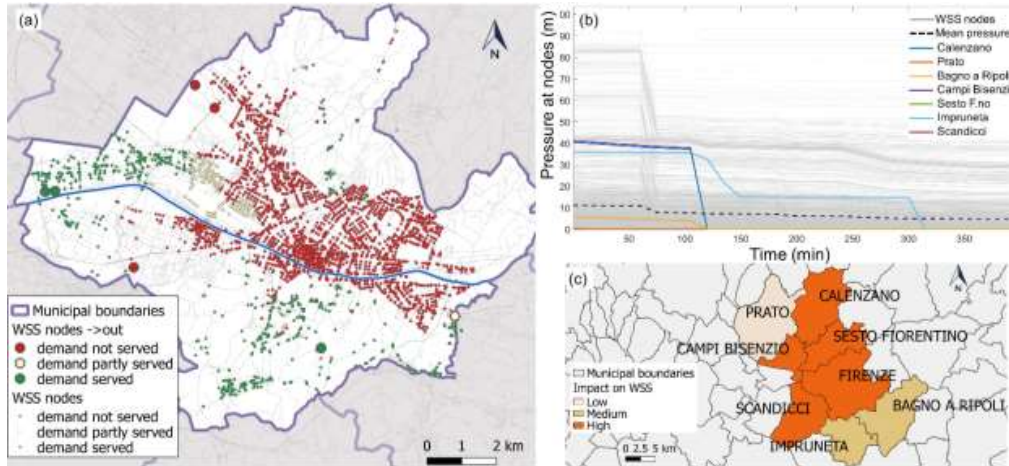 (a)
N
Municipal boundaries
WSS nodes ->out
demand not served
demand partly served
demand served
WSS nodes
demand not served
demand partly served
demand served
0 1 2 km
(b)
Pressure at nodes (m)
90
80
70
60
50
40
30
20
10
0
50 100 150 200 250 300 350
Time (min)
WSS nodes
Mean pressure
Calenzano
Prato
Bagno a Ripoli
Campi Bisenzi
Sesto F.no
Impruneta
Scandicci
(c)
N
CALENZANO
PRATO
SESTO FIORENTINO
CAMPI BISENZIO
FIRENZE
SCANDICCI
BAGNO A RIPOLI
IMPRUNETA
Municipal boundaries
Impact on WSS
Low
Medium
High
0 2.5 5 km